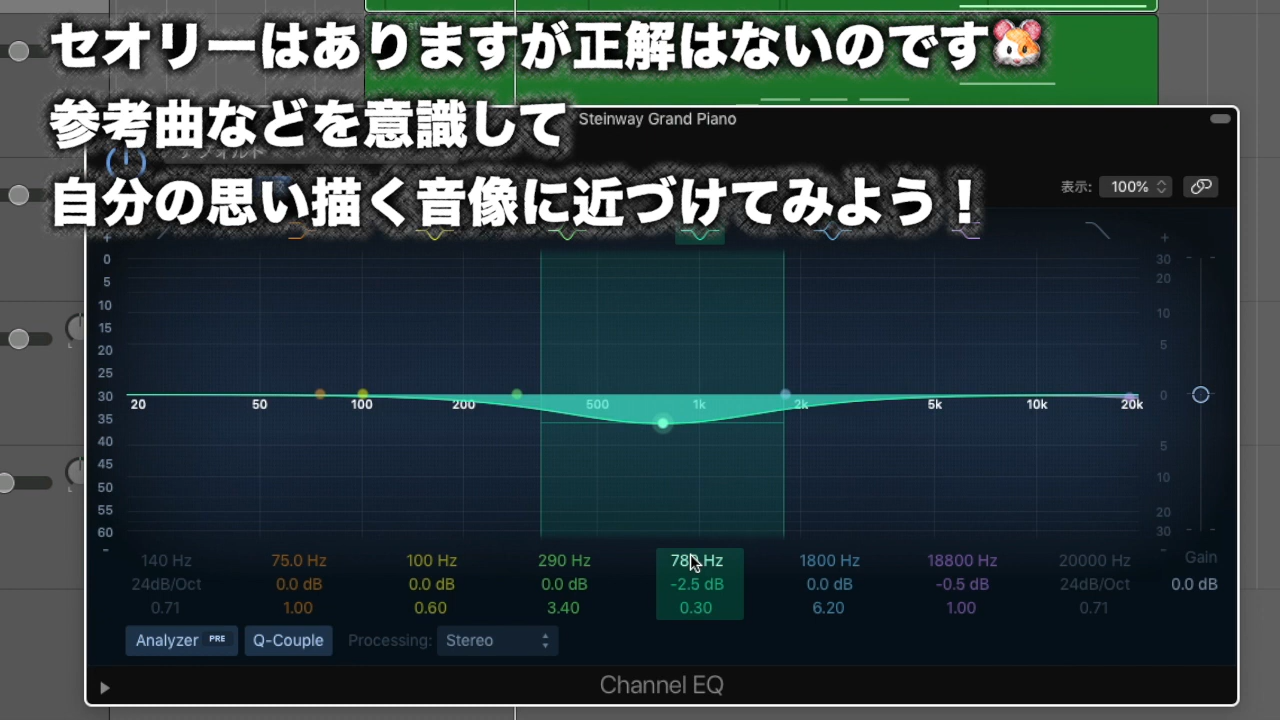 セオリーはありますが正解はないのです🐹
参考曲などを意識して
Steinway Grand Piano
自分の思い描く音像に近づけてみよう！
表示: 100%
+ +
0 30
5 20
10 10
15 5
20
25
30 20 50 100 200 500 1k 2k 5k 10k 20k 0
35
40 5
45
50 10
55 20
60 30
- -
140 Hz 75.0 Hz 100 Hz 290 Hz 1800 Hz 18800 Hz 20000 Hz Gain
24dB/Oct 0.0 dB 0.0 dB 0.0 dB -2.5 dB 0.0 dB -0.5 dB 24dB/Oct 0.0 dB
0.71 1.00 0.60 3.40 0.30 6.20 1.00 0.71
Analyzer PRE Q-Couple Processing: Stereo
Channel EQ